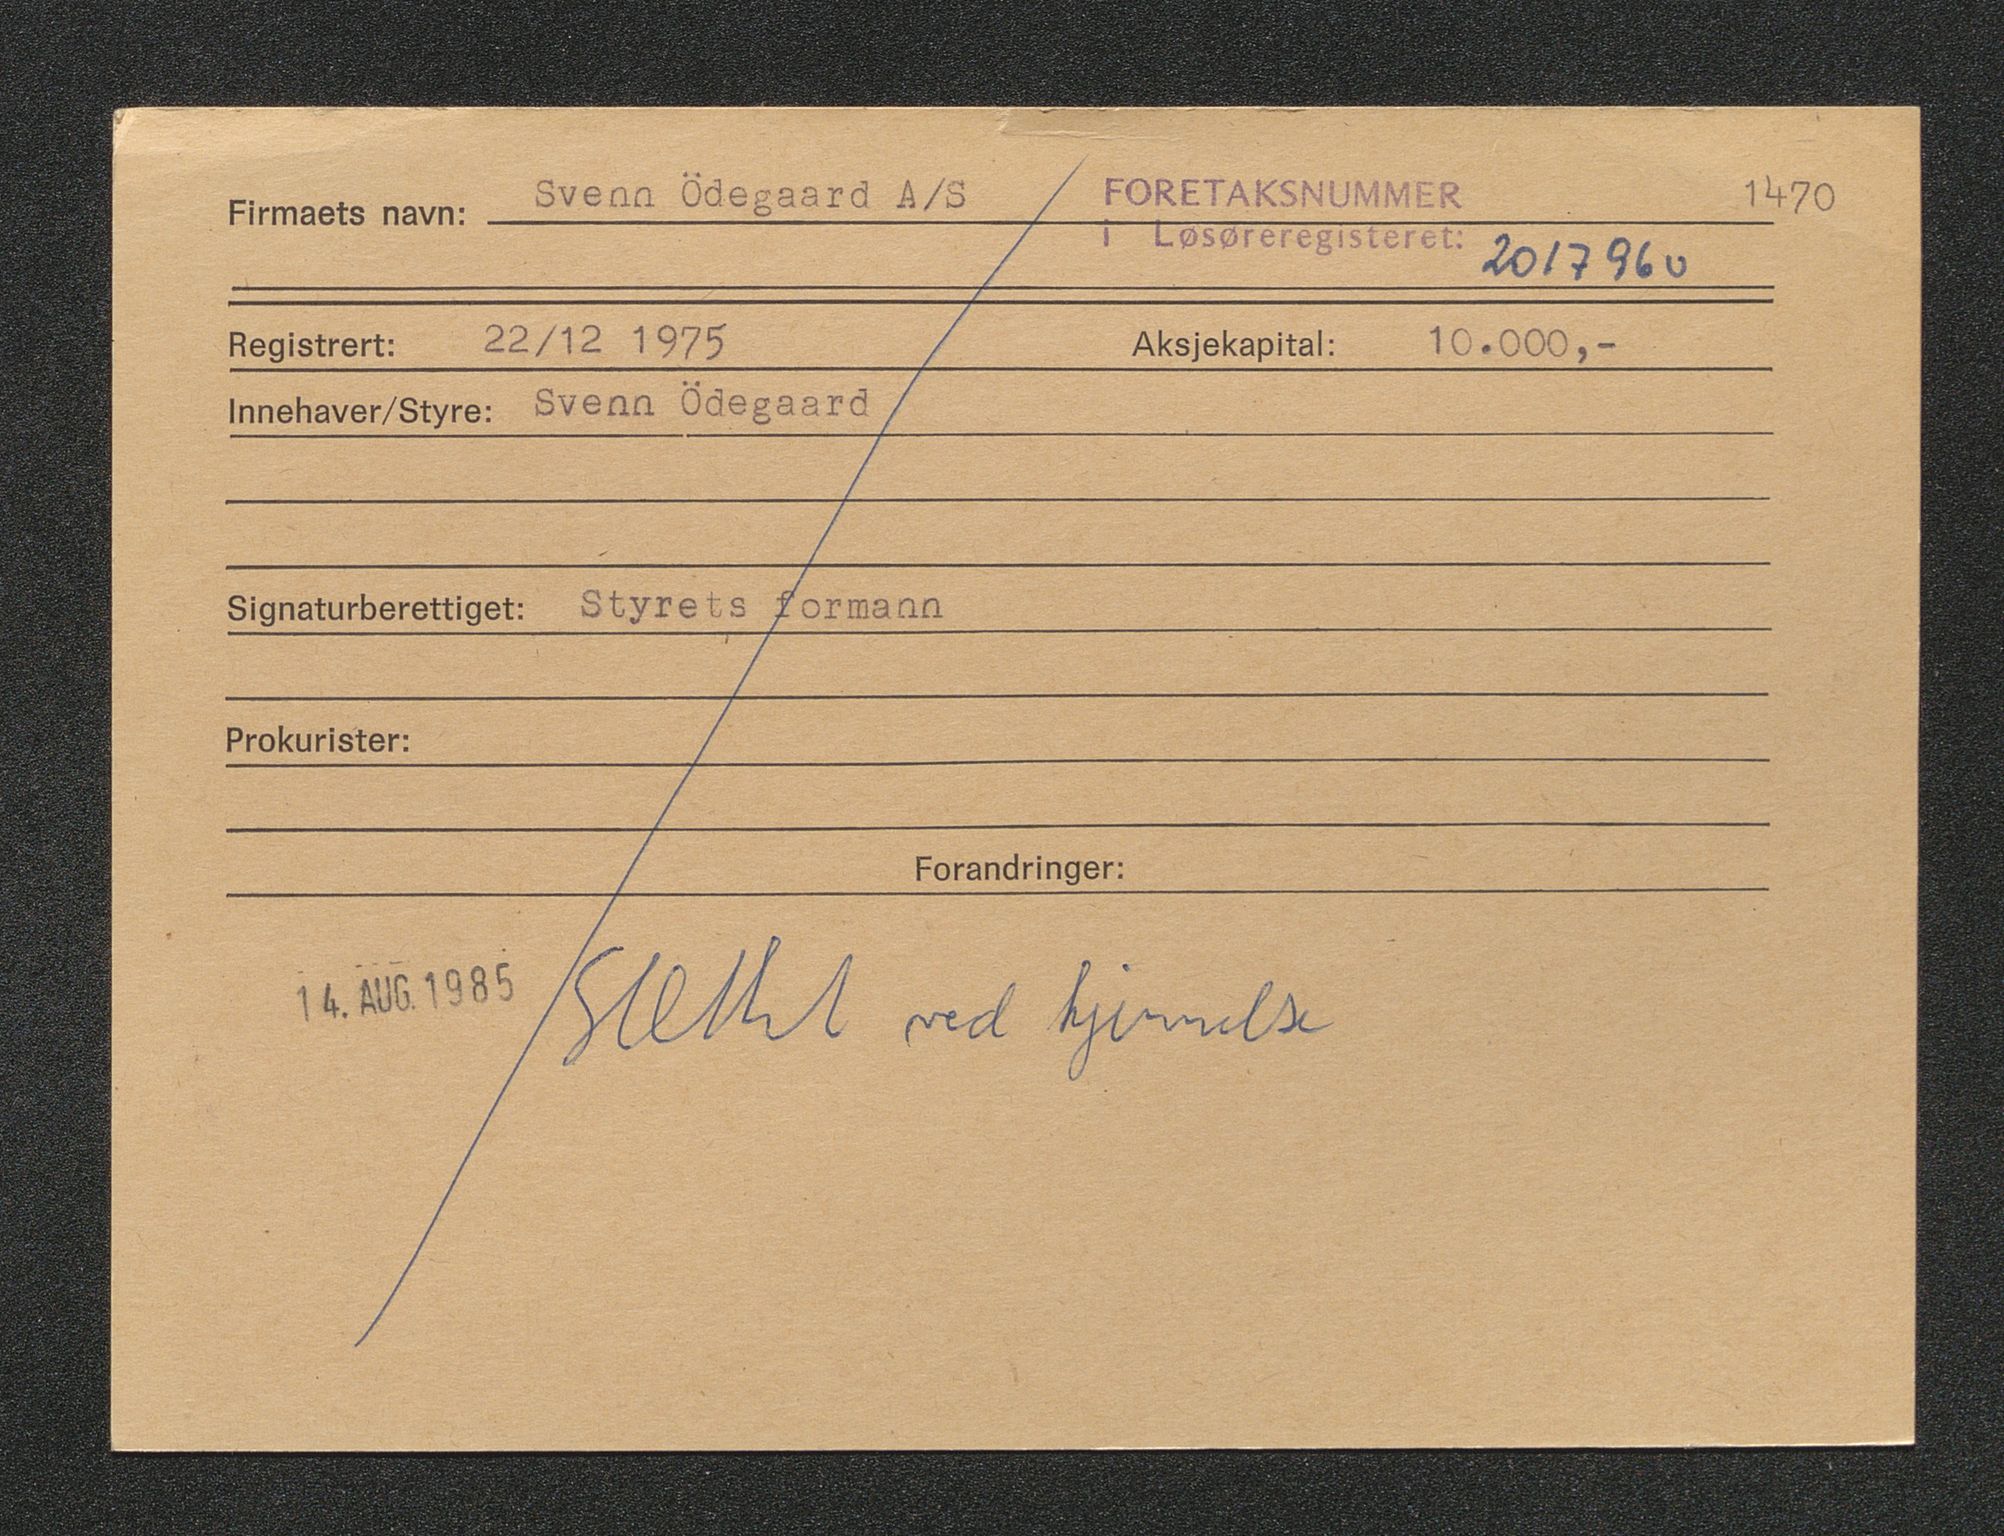 Firmaets navn: Svenn Ödegaard A/S FORETAKSNUMMER 1470
i Løsøreregisteret: 2017960
Registrert: 22/12 1975 Aksjekapital: 10.000,-
Innehaver/Styre: Svenn Ödegaard
Signaturberettiget: Styrets formann
Prokurister:
Forandringer:
14. AUG. 1985 Slettet ved kjennelse